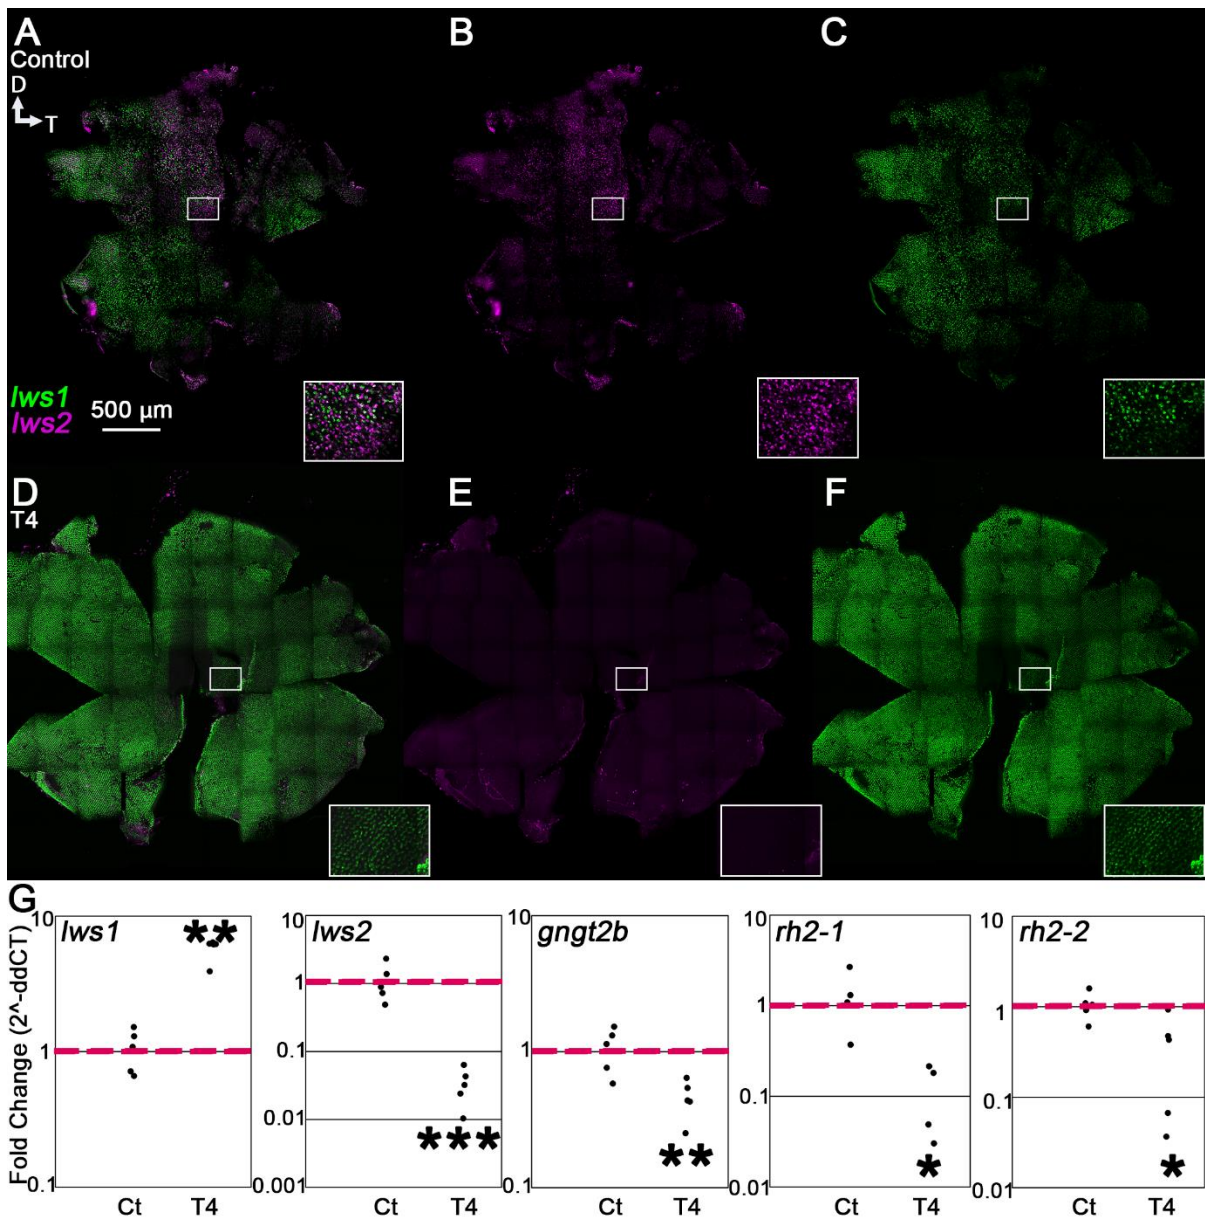 A
B
C
Control
D
T
lws1
lws2
500 µm
D
E
F
T4
G
lws1
lws2
gngt2b
rh2-1
rh2-2
Fold Change (2^-ddCT)
10
1
0.1
10
1
0.1
0.01
0.001
10
1
0.1
10
1
0.1
0.01
10
1
0.1
0.01
**
***
**
*
*
Ct T4
Ct T4
Ct T4
Ct T4
Ct T4